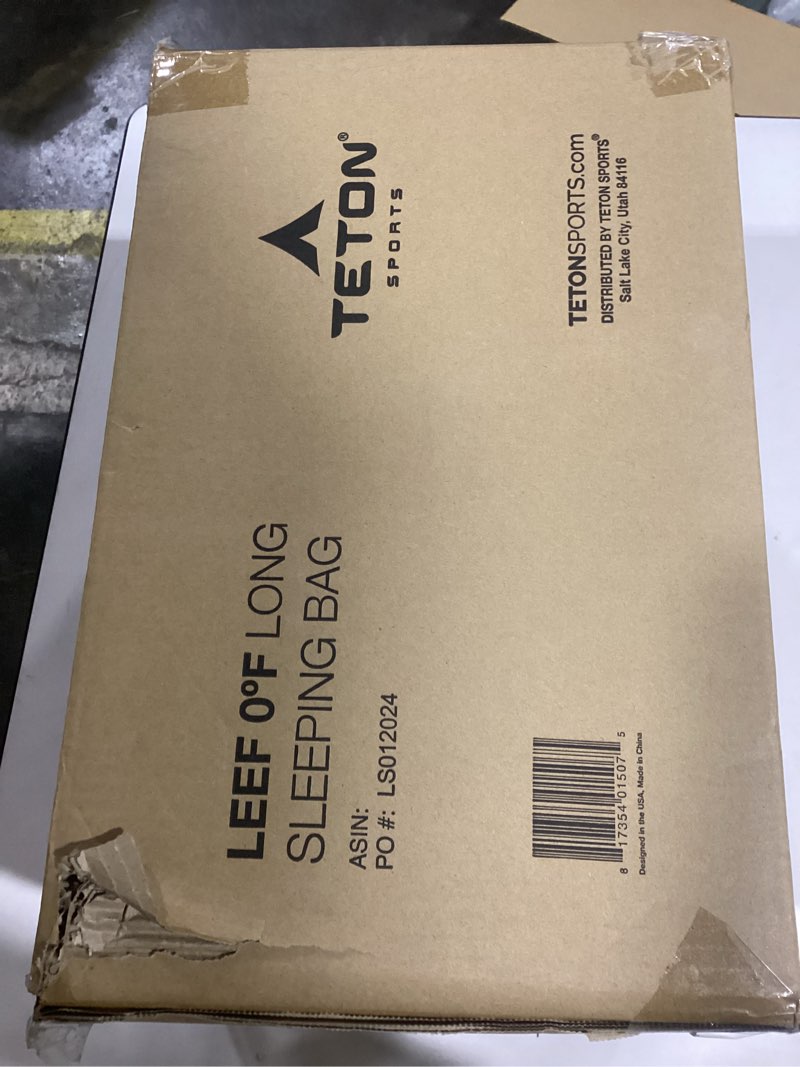 LEEF 0°F LONG
SLEEPING BAG
ASIN:
PO #: LS012024
TETON®
SPORTS
8 17354 01507 5
Designed in the USA, Made in China
TETONSPORTS.com
DISTRIBUTED BY TETON SPORTS®
Salt Lake City, Utah 84116